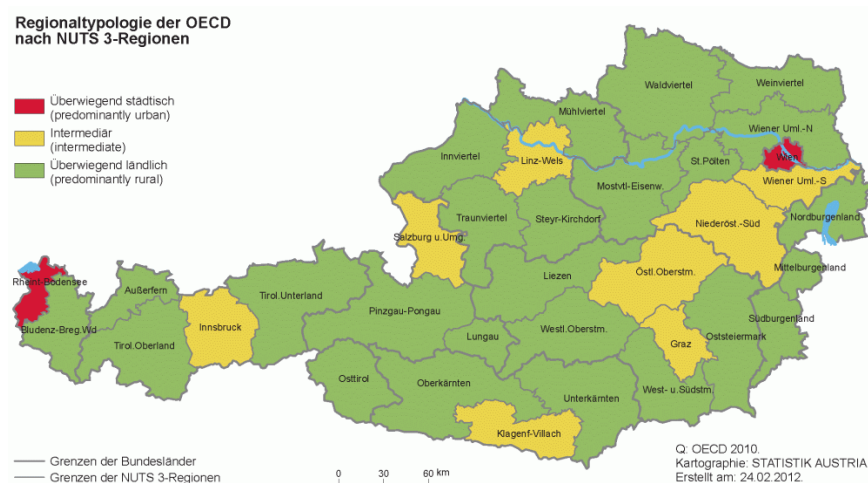 Regionaltypologie der OECD
nach NUTS 3-Regionen
Überwiegend städtisch
(predominantly urban)
Intermediär
(intermediate)
Überwiegend ländlich
(predominantly rural)
Waldviertel
Weinviertel
Mühlviertel
Wiener Uml.-N
Innviertel
Linz-Wels
St.Pölten
Wien
Mostvtl-Eisenw.
Wiener Uml.-S
Traunviertel
Steyr-Kirchdorf
Niederöst.-Süd
Nordburgenland
Salzburg u.Umg.
Mittelburgenland
Rheint-Bodensee
Außerfern
Tirol.Unterland
Liezen
Östl.Oberstm.
Bludenz-Breg.Wd
Innsbruck
Pinzgau-Pongau
Südburgenland
Tirol.Oberland
Lungau
Westl.Oberstm.
Graz
Oststeiermark
Osttirol
Oberkärnten
Unterkärnten
West- u.Südstm.
Klagenf-Villach
Grenzen der Bundesländer
Grenzen der NUTS 3-Regionen
0 30 60 km
Q: OECD 2010.
Kartographie: STATISTIK AUSTRIA
Erstellt am: 24.02.2012.